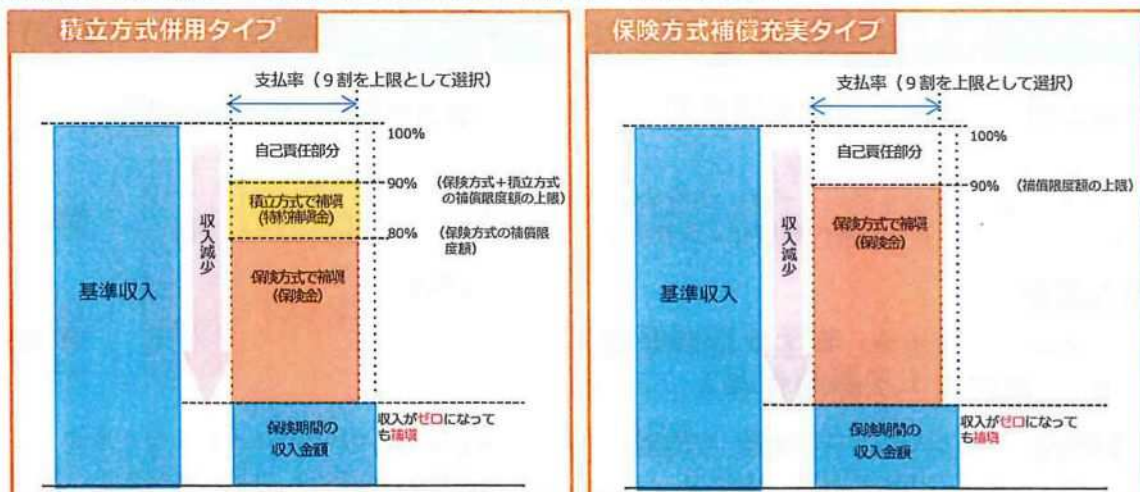 積立方式併用タイプ
支払率(9割を上限として選択)
100%
自己責任部分
90%
(保険方式+積立方式
の補償限度額の上限)
積立方式で補塡
(特約補塡金)
80%
(保険方式の補償限
度額)
収入減少
基準収入
保険方式で補塡
(保険金)
収入がゼロになって
も補塡
保険期間の
収入金額
保険方式補償充実タイプ
支払率(9割を上限として選択)
100%
自己責任部分
90%
(補償限度額の上限)
保険方式で補塡
(保険金)
収入減少
基準収入
収入がゼロになって
も補塡
保険期間の
収入金額